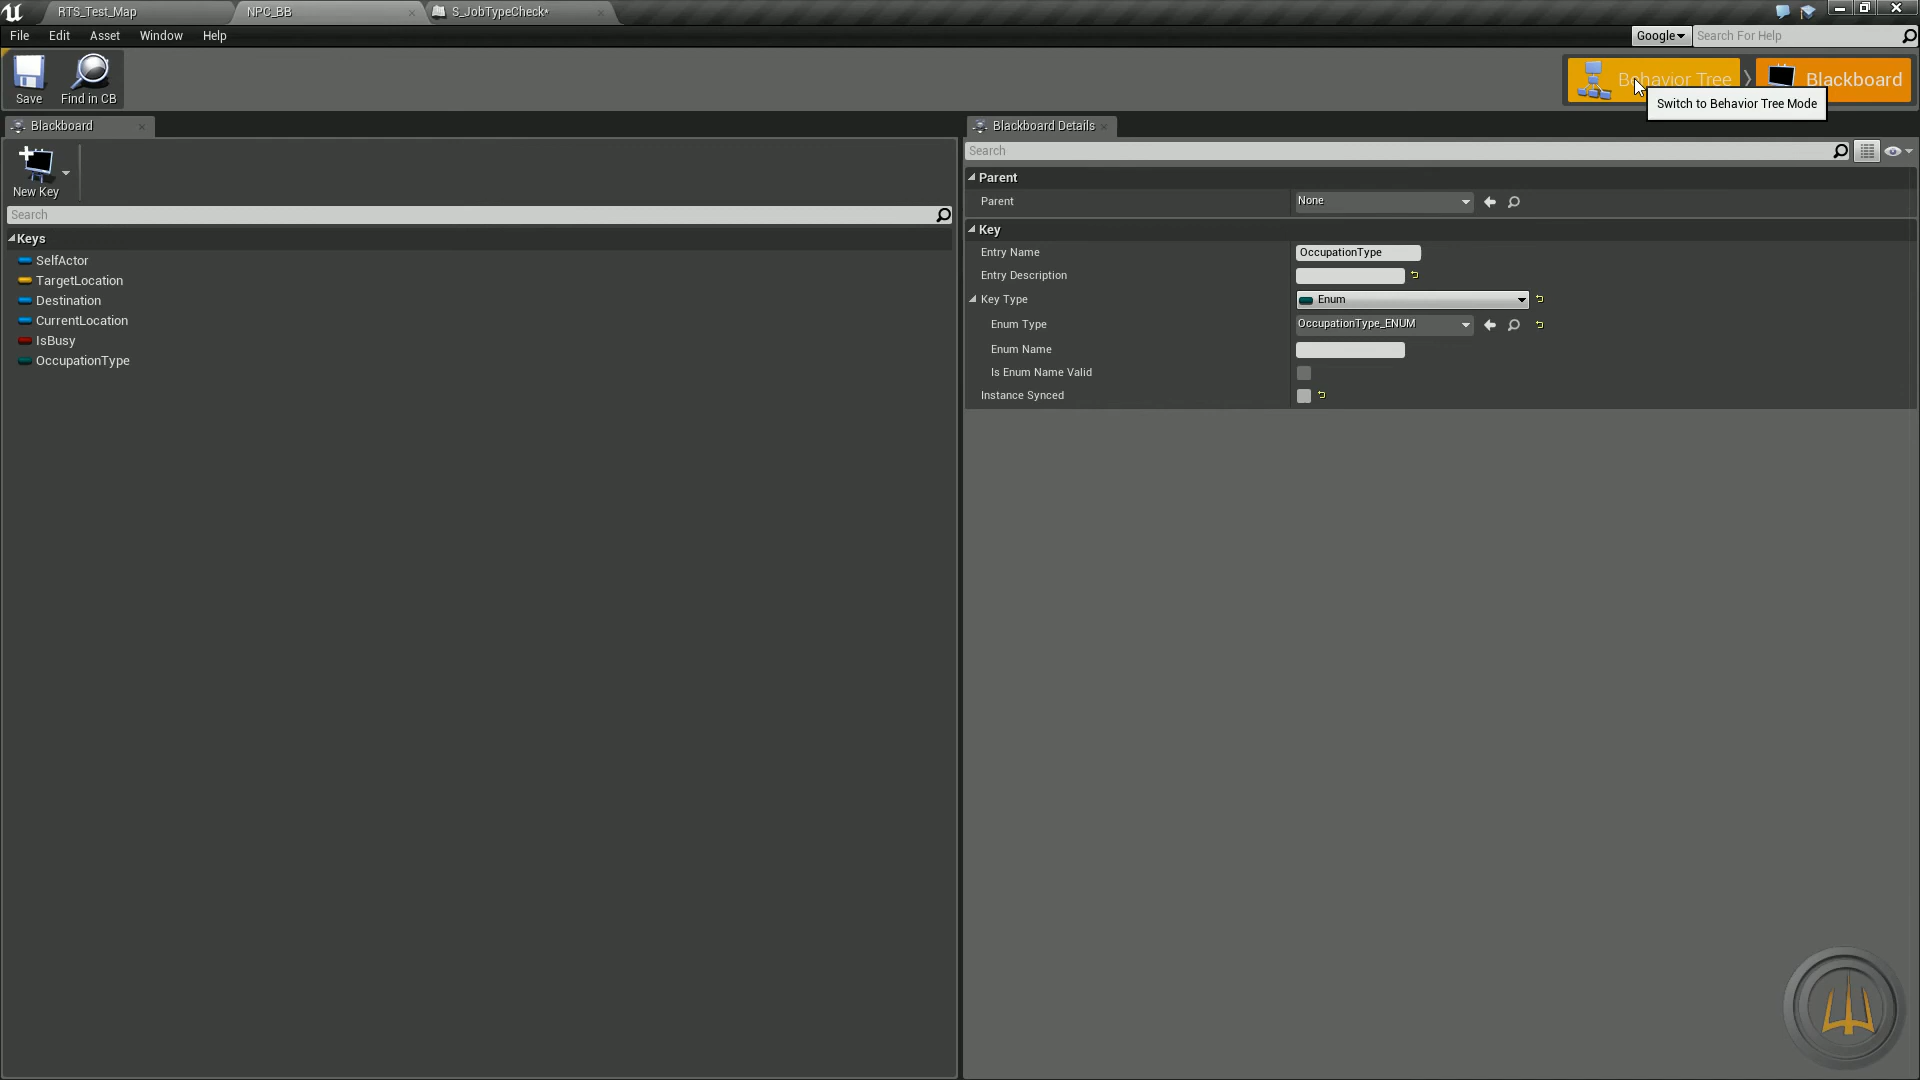 RTS_Test_Map
NPC_BB
S_JobTypeCheck*
File Edit Asset Window Help
Google
Search For Help
Save
Find in CB
Behavior Tree
Blackboard
Switch to Behavior Tree Mode
Blackboard
New Key
Search
Keys
SelfActor
TargetLocation
Destination
CurrentLocation
IsBusy
OccupationType
Blackboard Details
Search
Parent
Parent None
Key
Entry Name OccupationType
Entry Description
Key Type Enum
Enum Type OccupationType_ENUM
Enum Name
Is Enum Name Valid
Instance Synced